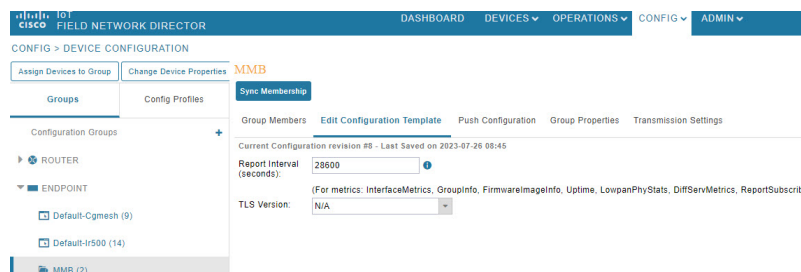 CISCO IoT
FIELD NETWORK DIRECTOR
DASHBOARD DEVICES OPERATIONS CONFIG ADMIN
CONFIG > DEVICE CONFIGURATION
Assign Devices to Group Change Device Properties
Groups Config Profiles
Configuration Groups +
ROUTER
ENDPOINT
Default-Cgmesh (9)
Default-Ir500 (14)
MMB (2)
MMB
Sync Membership
Group Members Edit Configuration Template Push Configuration Group Properties Transmission Settings
Current Configuration revision #8 - Last Saved on 2023-07-26 08:45
Report Interval 28600
(seconds):
(For metrics: InterfaceMetrics, GroupInfo, FirmwareImageInfo, Uptime, LowpanPhyStats, DiffServMetrics, ReportSubscrib
TLS Version: N/A